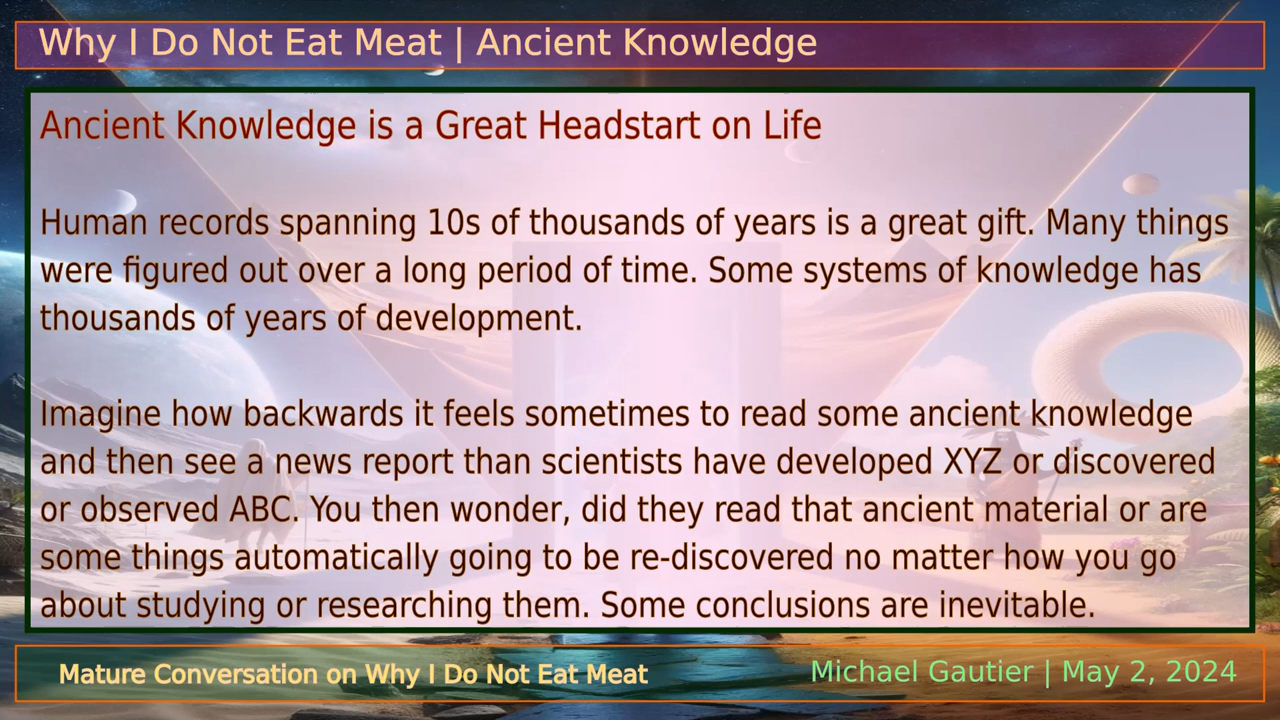 Why I Do Not Eat Meat | Ancient Knowledge
Ancient Knowledge is a Great Headstart on Life
Human records spanning 10s of thousands of years is a great gift. Many things
were figured out over a long period of time. Some systems of knowledge has
thousands of years of development.
Imagine how backwards it feels sometimes to read some ancient knowledge
and then see a news report than scientists have developed XYZ or discovered
or observed ABC. You then wonder, did they read that ancient material or are
some things automatically going to be re-discovered no matter how you go
about studying or researching them. Some conclusions are inevitable.
Mature Conversation on Why I Do Not Eat Meat
Michael Gautier | May 2, 2024